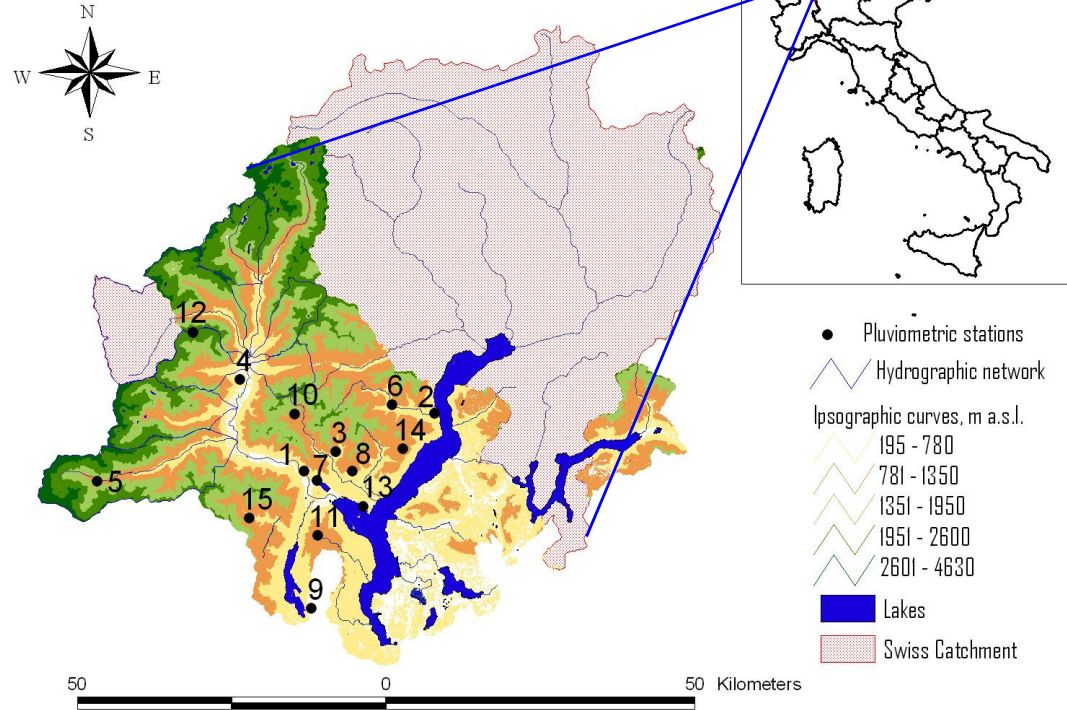 N
W E
S
12
4
10
6
2
3
14
1
7
8
5
15
13
11
9
Pluviometric stations
Hydrographic network
Ipsographic curves, m a.s.l.
195 - 780
781 - 1350
1351 - 1950
1951 - 2600
2601 - 4630
Lakes
Swiss Catchment
50 0 50 Kilometers